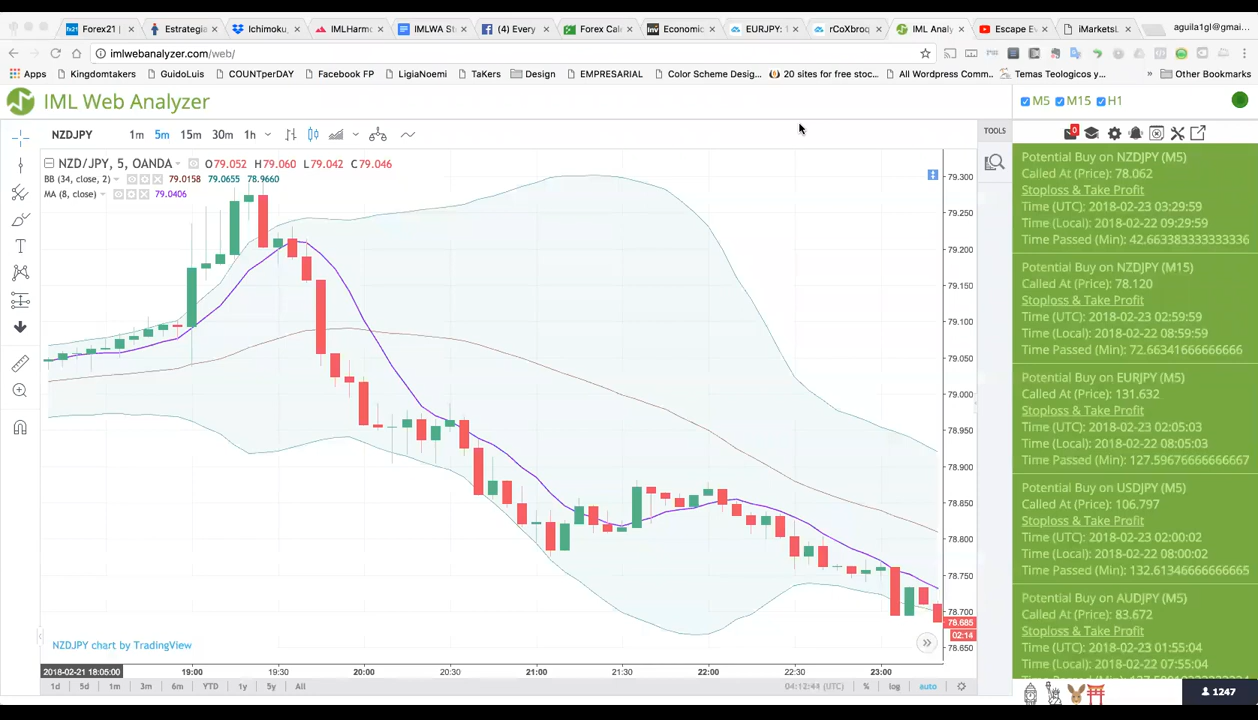 Forex21 |
Estrategia
Ichimoku,
IMLHarmo
IMLWA St
(4) Every
Forex Cale
Economic
EURJPY: 1
rCoXbroq
IML Analy
Escape Ev
iMarketsL
aguila1gl@gmail
imlwebanalyzer.com/web/
Apps
Kingdomtakers
GuidoLuis
COUNTperDAY
Facebook FP
LigiaNoemi
TaKers
Design
EMPRESARIAL
Color Scheme Desig...
20 sites for free stoc...
All Wordpress Comm...
Temas Teologicos y...
»
Other Bookmarks
IML Web Analyzer
M5 M15 H1
NZDJPY
1m 5m 15m 30m 1h
TOOLS
0
NZD/JPY, 5, OANDA
O79.052 H79.060 L79.042 C79.046
BB (34, close, 2)
79.0158 79.0655 78.9660
MA (8, close)
79.0406
79.300
79.250
79.200
79.150
79.100
79.050
79.000
78.950
78.900
78.850
78.800
78.750
78.700
78.685
02:14
78.650
NZDJPY chart by TradingView
2018-02-21 18:05:00
19:00
19:30
20:00
20:30
21:00
21:30
22:00
22:30
23:00
1d 5d 1m 3m 6m YTD 1y 5y All
04:12:44 (UTC)
% log auto
Potential Buy on NZDJPY (M5)
Called At (Price): 78.062
Stoploss & Take Profit
Time (UTC): 2018-02-23 03:29:59
Time (Local): 2018-02-22 09:29:59
Time Passed (Min): 42.663383333333336
Potential Buy on NZDJPY (M15)
Called At (Price): 78.120
Stoploss & Take Profit
Time (UTC): 2018-02-23 02:59:59
Time (Local): 2018-02-22 08:59:59
Time Passed (Min): 72.66341666666666
Potential Buy on EURJPY (M5)
Called At (Price): 131.632
Stoploss & Take Profit
Time (UTC): 2018-02-23 02:05:03
Time (Local): 2018-02-22 08:05:03
Time Passed (Min): 127.59676666666667
Potential Buy on USDJPY (M5)
Called At (Price): 106.797
Stoploss & Take Profit
Time (UTC): 2018-02-23 02:00:02
Time (Local): 2018-02-22 08:00:02
Time Passed (Min): 132.61346666666665
Potential Buy on AUDJPY (M5)
Called At (Price): 83.672
Stoploss & Take Profit
Time (UTC): 2018-02-23 01:55:04
Time (Local): 2018-02-22 07:55:04
1247